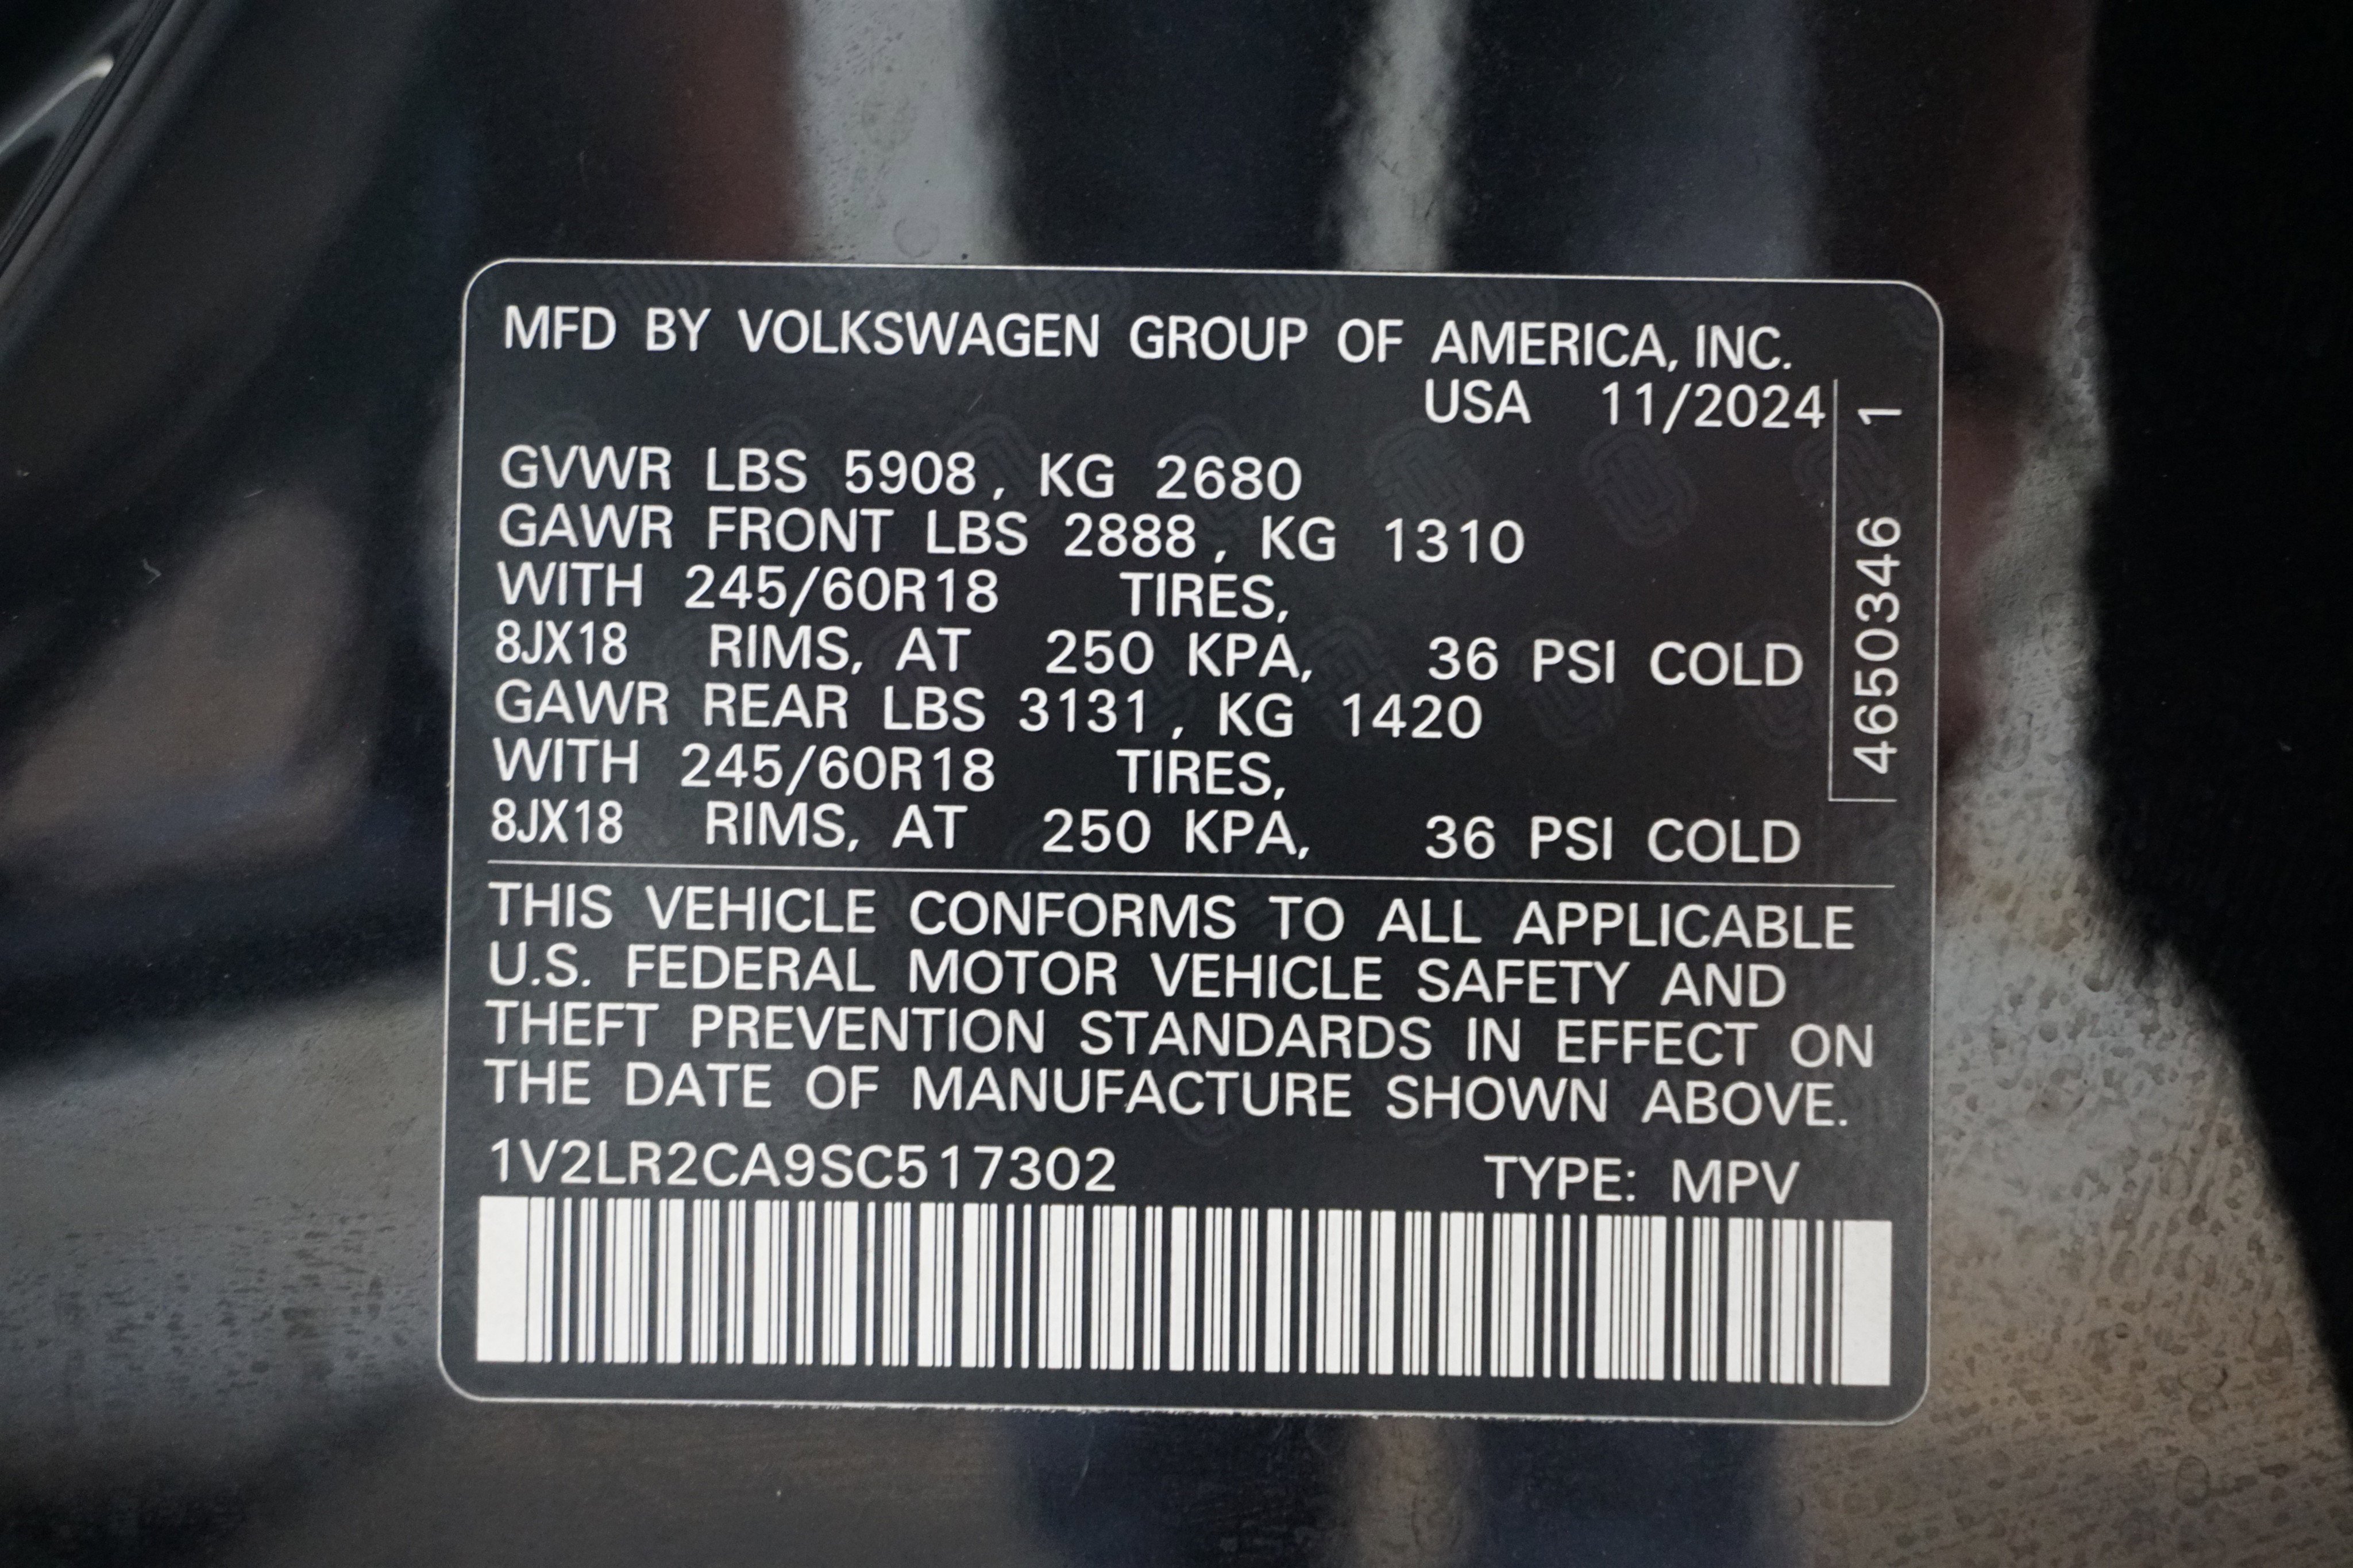 MFD BY VOLKSWAGEN GROUP OF AMERICA, INC.
USA 11/2024
GVWR LBS 5908, KG 2680
GAWR FRONT LBS 2888, KG 1310
WITH 245/60R18 TIRES,
8JX18 RIMS, AT 250 KPA, 36 PSI COLD
GAWR REAR LBS 3131, KG 1420
WITH 245/60R18 TIRES,
8JX18 RIMS, AT 250 KPA, 36 PSI COLD
4650346 1
THIS VEHICLE CONFORMS TO ALL APPLICABLE
U.S. FEDERAL MOTOR VEHICLE SAFETY AND
THEFT PREVENTION STANDARDS IN EFFECT ON
THE DATE OF MANUFACTURE SHOWN ABOVE.
1V2LR2CA9SC517302 TYPE: MPV